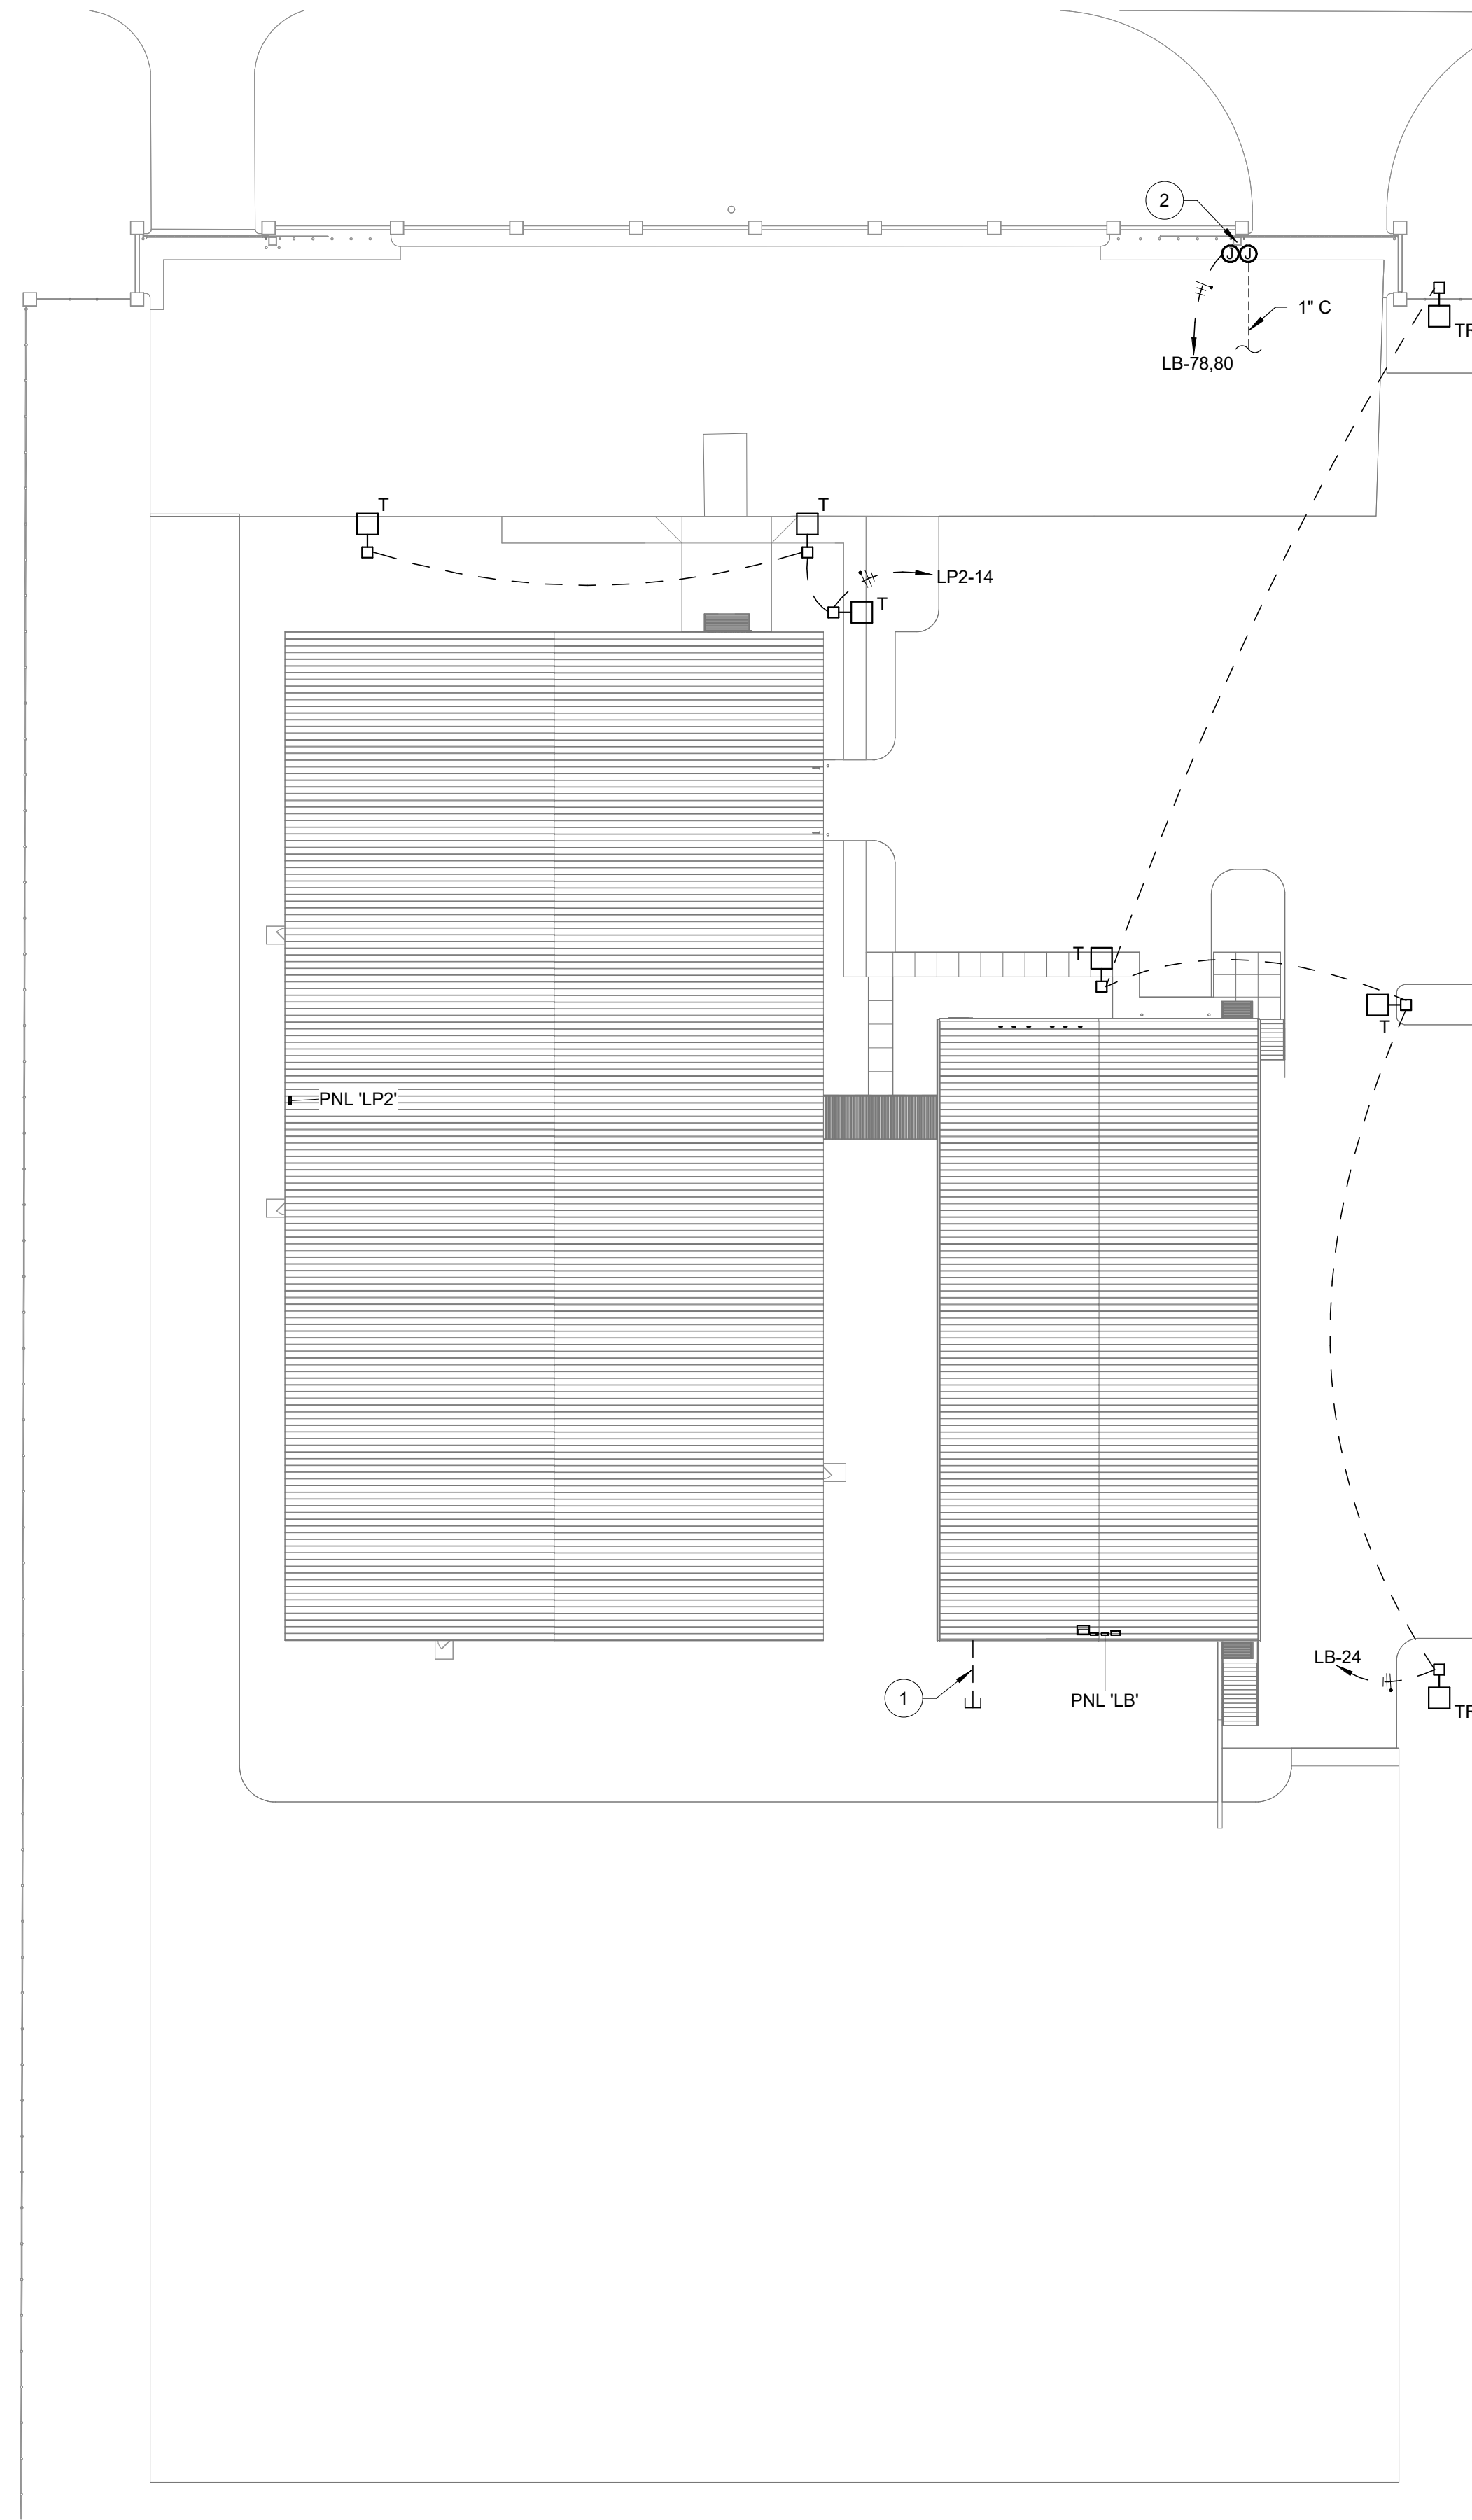 2
J J
1" C
TR
LB-78,80
T
T
LP2-14
T
T
T
PNL 'LP2'
LB-24
1
PNL 'LB'
TR